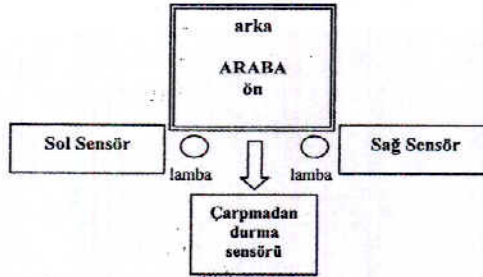 arka
ARABA
ön
Sol Sensör
Sağ Sensör
lamba
lamba
Çarpmadan
durma
sensörü